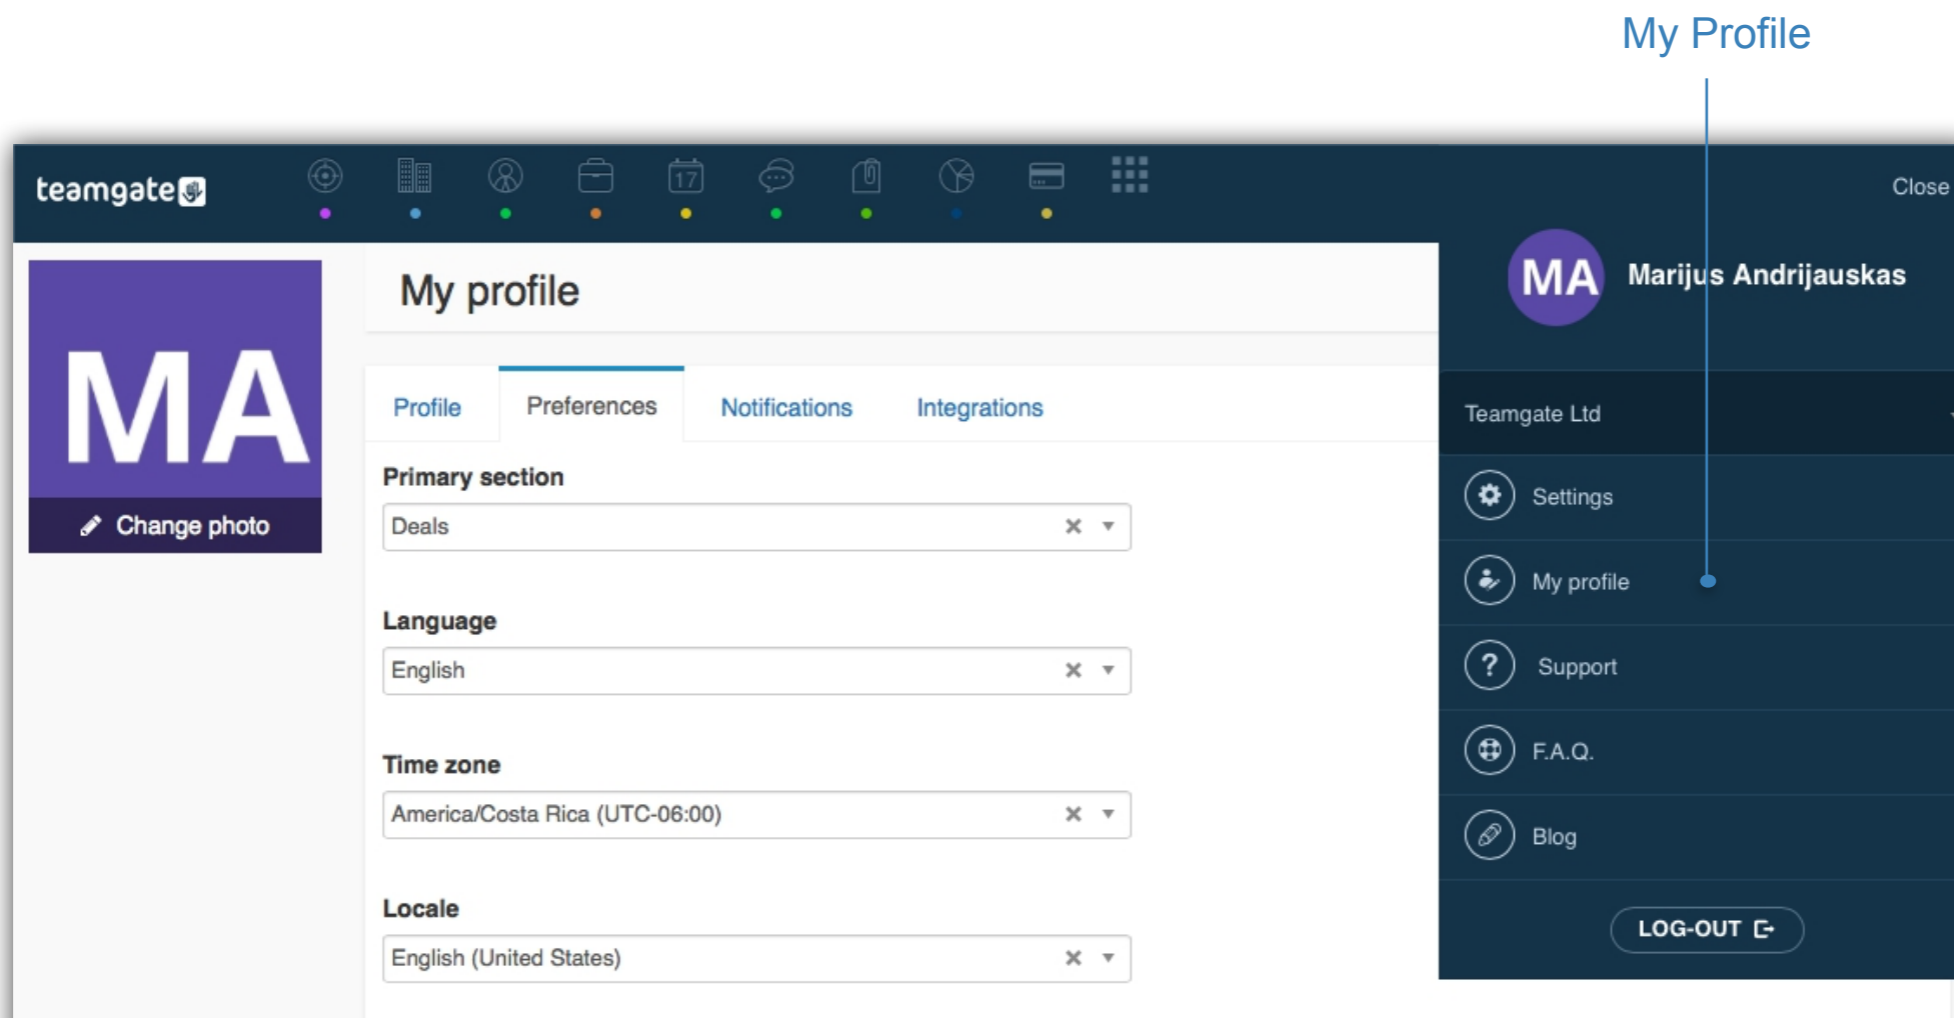 My Profile
teamgate
17
Close
MA
Marijus Andrijauskas
My profile
MA
Change photo
Profile
Preferences
Notifications
Integrations
Primary section
Deals
Language
English
Time zone
America/Costa Rica (UTC-06:00)
Locale
English (United States)
Teamgate Ltd
Settings
My profile
? Support
F.A.Q.
Blog
LOG-OUT